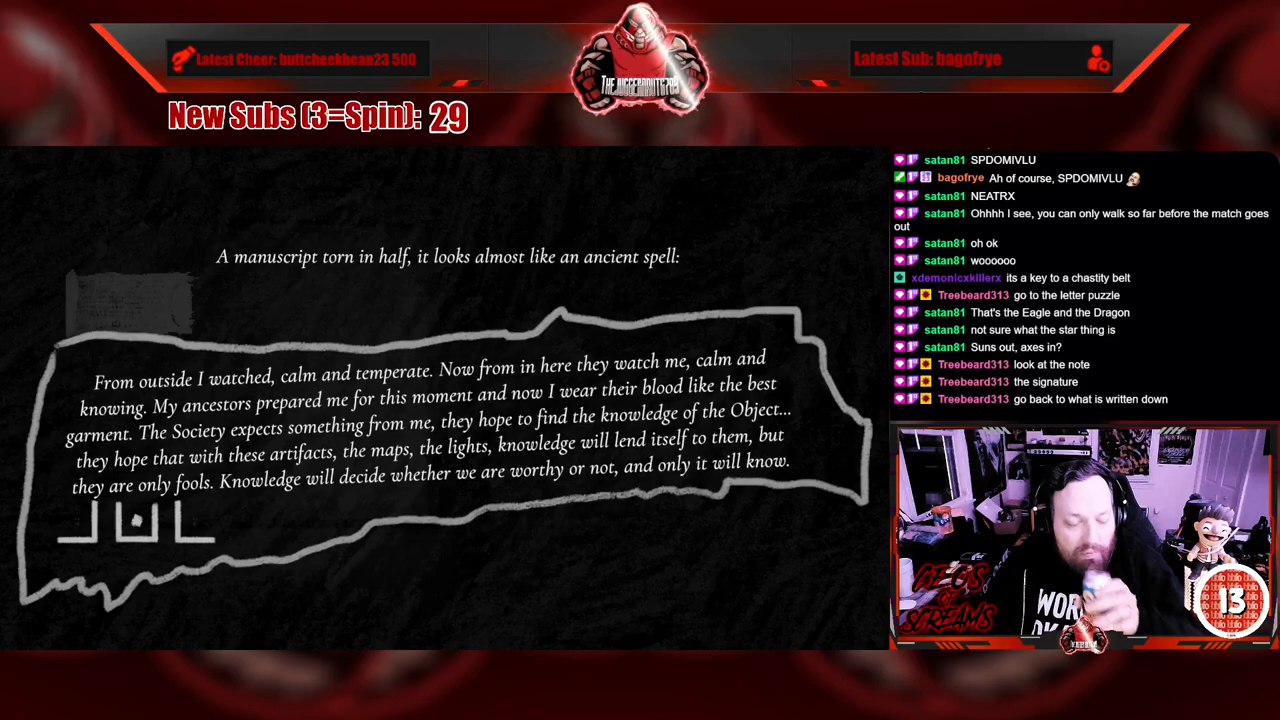 Latest Cheer: buttcheekbean23 500
THEJUGGERNAUT6789
Latest Sub: bagofrye
New Subs (3=Spin): 29
A manuscript torn in half, it looks almost like an ancient spell:
From outside I watched, calm and temperate. Now from in here they watch me, calm and
knowing. My ancestors prepared me for this moment and now I wear their blood like the best
garment. The Society expects something from me, they hope to find the knowledge of the Object...
they hope that with these artifacts, the maps, the lights, knowledge will lend itself to them, but
they are only fools. Knowledge will decide whether we are worthy or not, and only it will know.
satan81 SPDOMIVLU
bagofrye Ah of course, SPDOMIVLU
satan81 NEATRX
satan81 Ohhhh I see, you can only walk so far before the match goes
out
satan81 oh ok
satan81 woooooo
xdemonicxkillerx its a key to a chastity belt
Treebeard313 go to the letter puzzle
satan81 That's the Eagle and the Dragon
satan81 not sure what the star thing is
satan81 Suns out, axes in?
Treebeard313 look at the note
Treebeard313 the signature
Treebeard313 go back to what is written down
SCREAMS
WOR
13